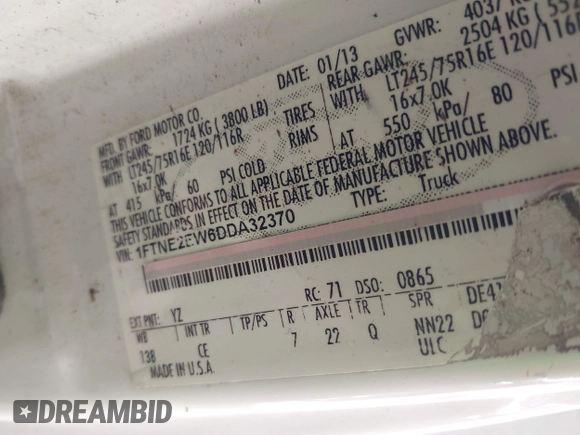 MFD. BY FORD MOTOR CO.
DATE: 01/13
GVWR: 4037
FRONT GAWR: 1724 KG ( 3800 LB)
REAR GAWR: 2504 KG
WITH LT245/75R16E 120/116R TIRES
WITH LT245/75R16E 120/116R
16x7.0K RIMS
16x7.0K
AT 415 kPa/ 60 PSI COLD
AT 550 kPa/ 80 PSI
THIS VEHICLE CONFORMS TO ALL APPLICABLE FEDERAL MOTOR VEHICLE
SAFETY STANDARDS IN EFFECT ON THE DATE OF MANUFACTURE SHOWN ABOVE.
VIN: 1FTNE2EW6DDA32370
TYPE: Truck
EXT PNT: YZ RC: 71 DSO: 0865
WB INT TR TP/PS R AXLE TR SPR
138 CE 7 22 Q NN22
U1C
MADE IN U.S.A.
DREAMBID